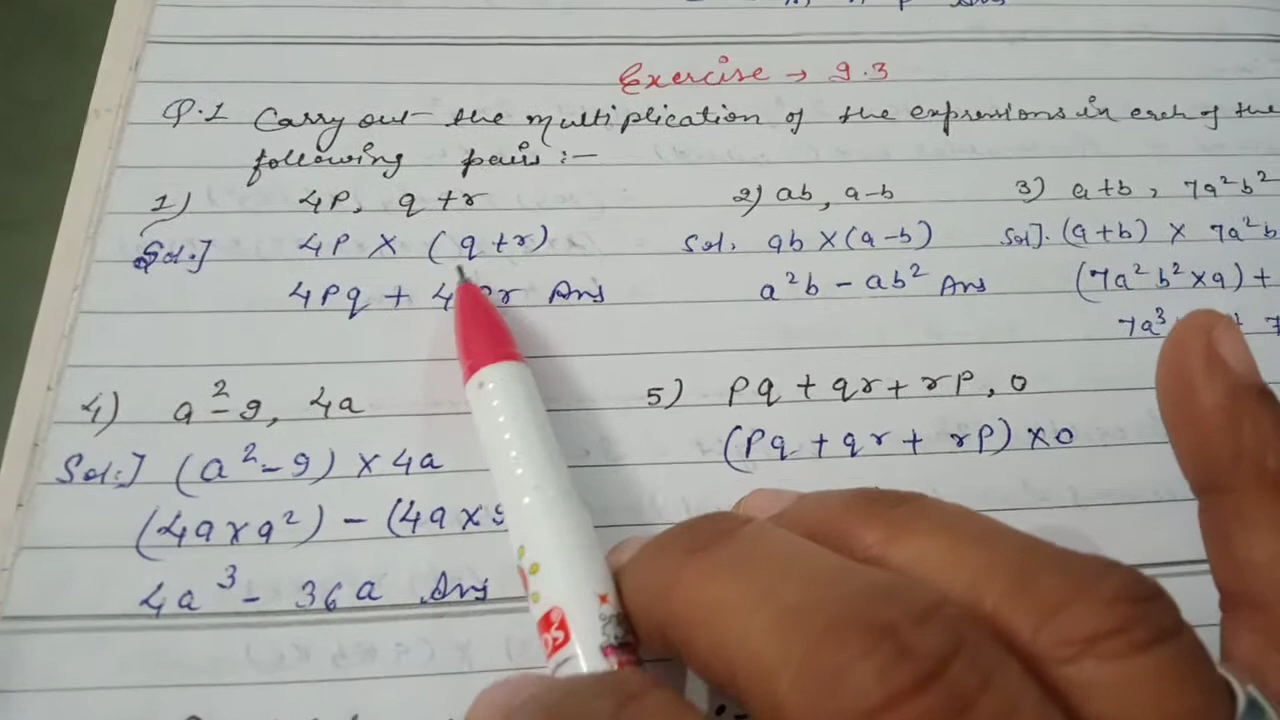 Exercise → 9.3
Q.1 Carry out the multiplication of the expressions in each of the
following pairs :-
1) 4P, q+r
Sol.] 4P × (q+r)
4Pq + 4Pr Ans
2) ab, a-b
Sol. ab×(a-b)
a²b - ab² Ans
3) a+b, 7a²b²
Sol]. (a+b) × 7a²b
(7a²b²×a) +
7a³
4) a²-9, 4a
Sol:] (a²-9) × 4a
(4a×a²) - (4a×
4a³ - 36a Ans
5) Pq + qr + rP, 0
(Pq + qr + rP) × 0